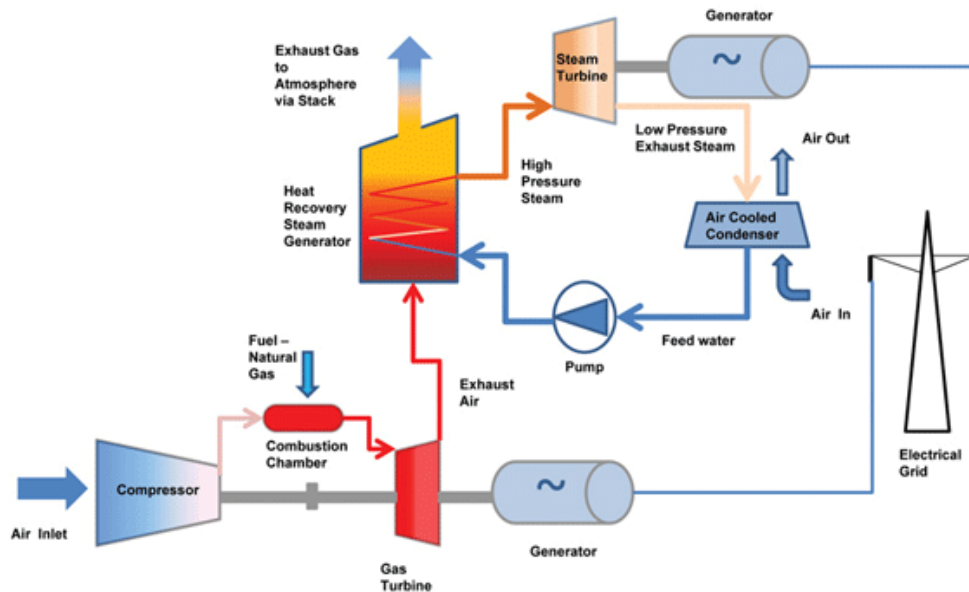 Generator
Exhaust Gas
to
Atmosphere
via Stack
Steam
Turbine
~
Low Pressure
Exhaust Steam
Air Out
High
Pressure
Steam
Heat
Recovery
Steam
Generator
Air Cooled
Condenser
Air In
Feed water
Pump
Fuel –
Natural
Gas
Exhaust
Air
Combustion
Chamber
Compressor
Air Inlet
~
Gas
Turbine
Generator
Electrical
Grid